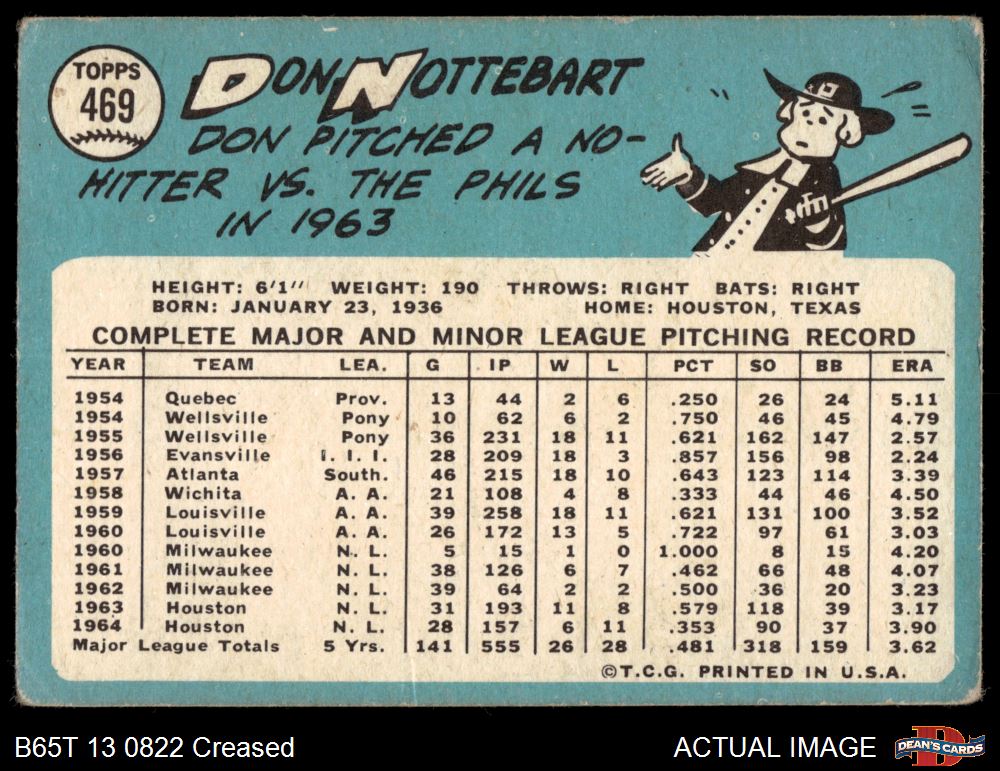 TOPPS
469
DON NOTTEBART
DON PITCHED A NO-
HITTER VS. THE PHILS
IN 1963
HEIGHT: 6'1" WEIGHT: 190 THROWS: RIGHT BATS: RIGHT
BORN: JANUARY 23, 1936 HOME: HOUSTON, TEXAS
COMPLETE MAJOR AND MINOR LEAGUE PITCHING RECORD
YEAR TEAM LEA. G IP W L PCT SO BB ERA
1954 Quebec Prov. 13 44 2 6 .250 26 24 5.11
1954 Wellsville Pony 10 62 6 2 .750 46 45 4.79
1955 Wellsville Pony 36 231 18 11 .621 162 147 2.57
1956 Evansville I. I. I. 28 209 18 3 .857 156 98 2.24
1957 Atlanta South. 46 215 18 10 .643 123 114 3.39
1958 Wichita A. A. 21 108 4 8 .333 44 46 4.50
1959 Louisville A. A. 39 258 18 11 .621 131 100 3.52
1960 Louisville A. A. 26 172 13 5 .722 97 61 3.03
1960 Milwaukee N. L. 5 15 1 0 1.000 8 15 4.20
1961 Milwaukee N. L. 38 126 6 7 .462 66 48 4.07
1962 Milwaukee N. L. 39 64 2 2 .500 36 20 3.23
1963 Houston N. L. 31 193 11 8 .579 118 39 3.17
1964 Houston N. L. 28 157 6 11 .353 90 37 3.90
Major League Totals 5 Yrs. 141 555 26 28 .481 318 159 3.62
©T.C.G. PRINTED IN U.S.A.
B65T 13 0822 Creased ACTUAL IMAGE DEAN'S CARDS